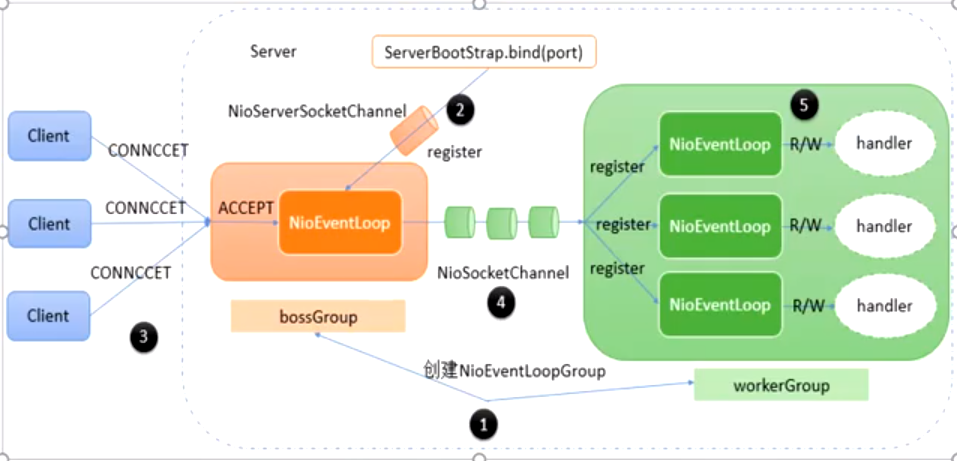 Server
ServerBootStrap.bind(port)
NioServerSocketChannel
2
register
Client
CONNCCET
Client
CONNCCET
Client
CONNCCET
3
ACCEPT
NioEventLoop
bossGroup
NioSocketChannel
4
5
register
NioEventLoop
R/W
handler
register
NioEventLoop
R/W
handler
register
NioEventLoop
R/W
handler
创建NioEventLoopGroup
workerGroup
1